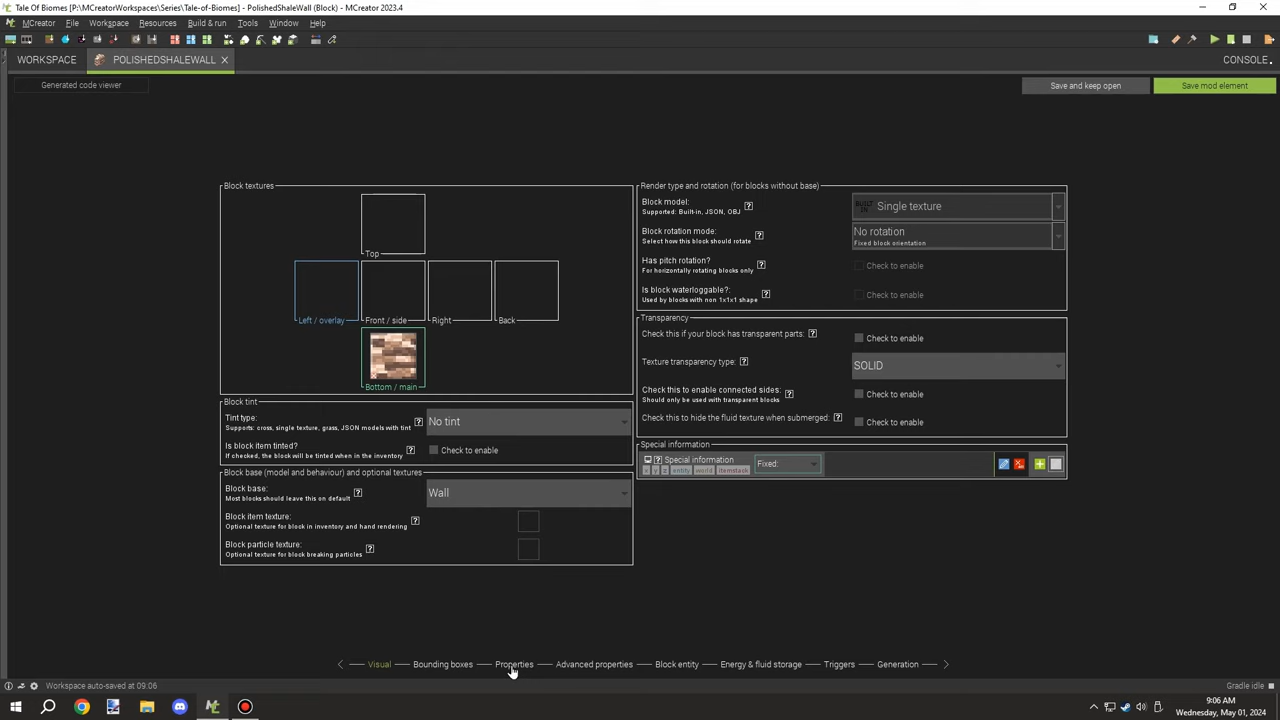 Tale Of Biomes [P:\MCreatorWorkspaces\Series\Tale-of-Biomes] - PolishedShaleWall (Block) - MCreator 2023.4
MCreator File Workspace Resources Build & run Tools Window Help
WORKSPACE POLISHEDSHALEWALL CONSOLE
Generated code viewer Save and keep open Save mod element
Block textures
Top
Left / overlay Front / side Right Back
Bottom / main
Block tint
Tint type: ? No tint
Supports: cross, single texture, grass, JSON models with tint
Is block item tinted? ? Check to enable
If checked, the block will be tinted when in the inventory
Block base (model and behaviour) and optional textures
Block base: ? Wall
Most blocks should leave this on default
Block item texture: ?
Optional texture for block in inventory and hand rendering
Block particle texture: ?
Optional texture for block breaking particles
Render type and rotation (for blocks without base)
Block model: ? BUILT IN Single texture
Supported: Built-in, JSON, OBJ
Block rotation mode: ? No rotation
Select how this block should rotate Fixed block orientation
Has pitch rotation? ? Check to enable
For horizontally rotating blocks only
Is block waterloggable?: ? Check to enable
Used by blocks with non 1x1x1 shape
Transparency
Check this if your block has transparent parts: ? Check to enable
Texture transparency type: ? SOLID
Check this to enable connected sides: ? Check to enable
Should only be used with transparent blocks
Check this to hide the fluid texture when submerged: ? Check to enable
Special information
? Special information Fixed:
x y z entity world itemstack
Visual Bounding boxes Properties Advanced properties Block entity Energy & fluid storage Triggers Generation
Workspace auto-saved at 09:06 Gradle idle
9:06 AM
Wednesday, May 01, 2024